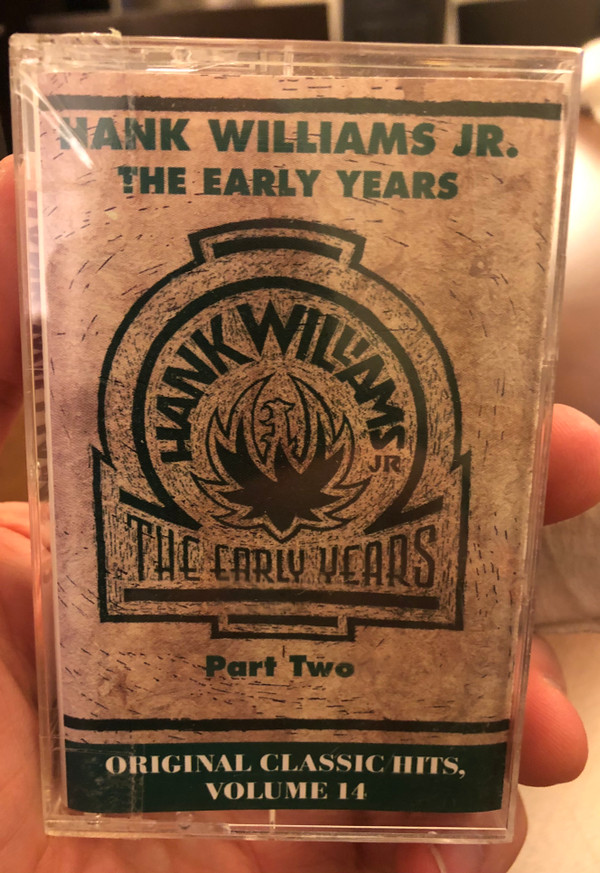 HANK WILLIAMS JR.
THE EARLY YEARS
HANK WILLIAMS
JR
THE EARLY YEARS
Part Two
ORIGINAL CLASSIC HITS,
VOLUME 14